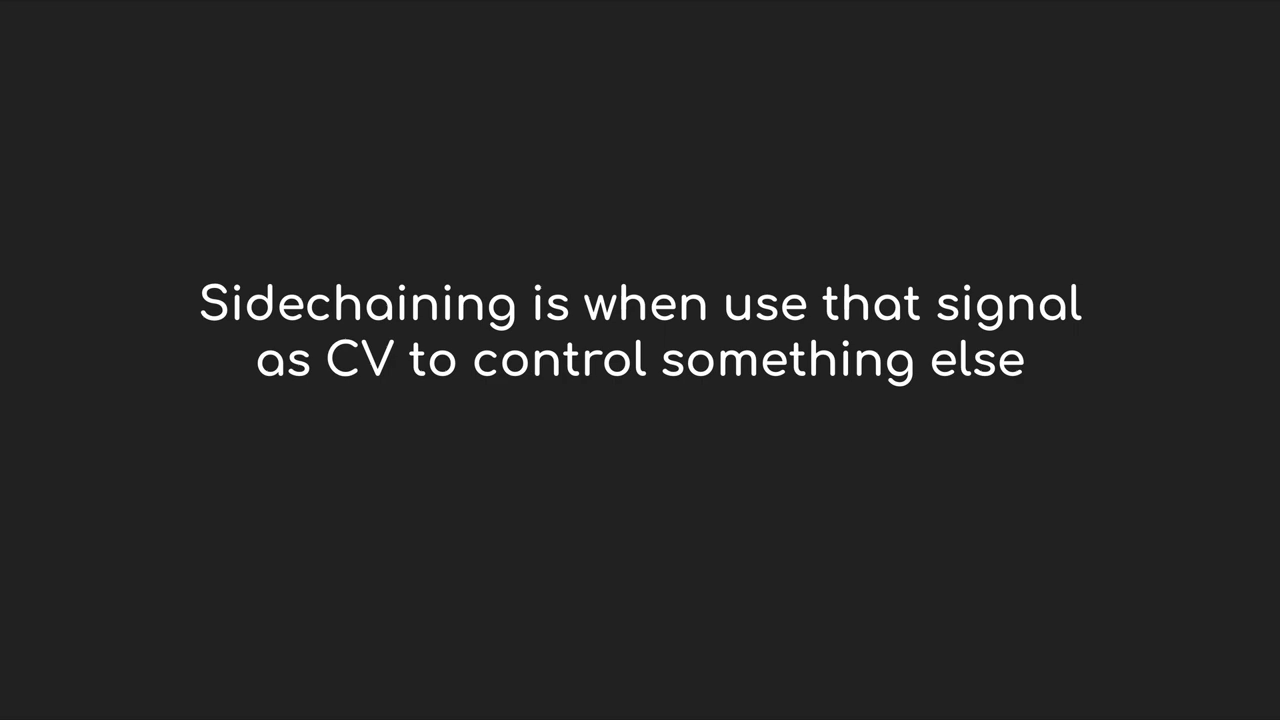 Sidechaining is when use that signal
as CV to control something else